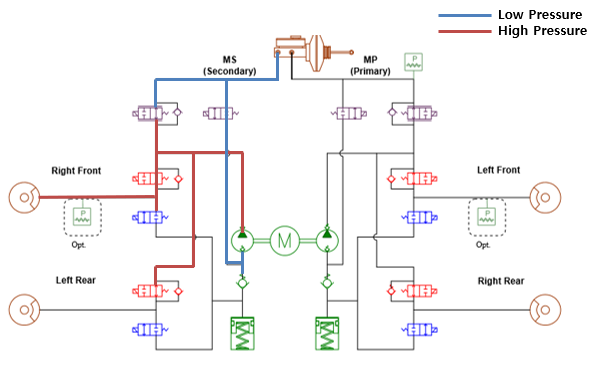 Low Pressure
High Pressure
MS
(Secondary)
MP
(Primary)
P
Right Front
Left Front
P
Opt.
P
Opt.
M
Left Rear
Right Rear